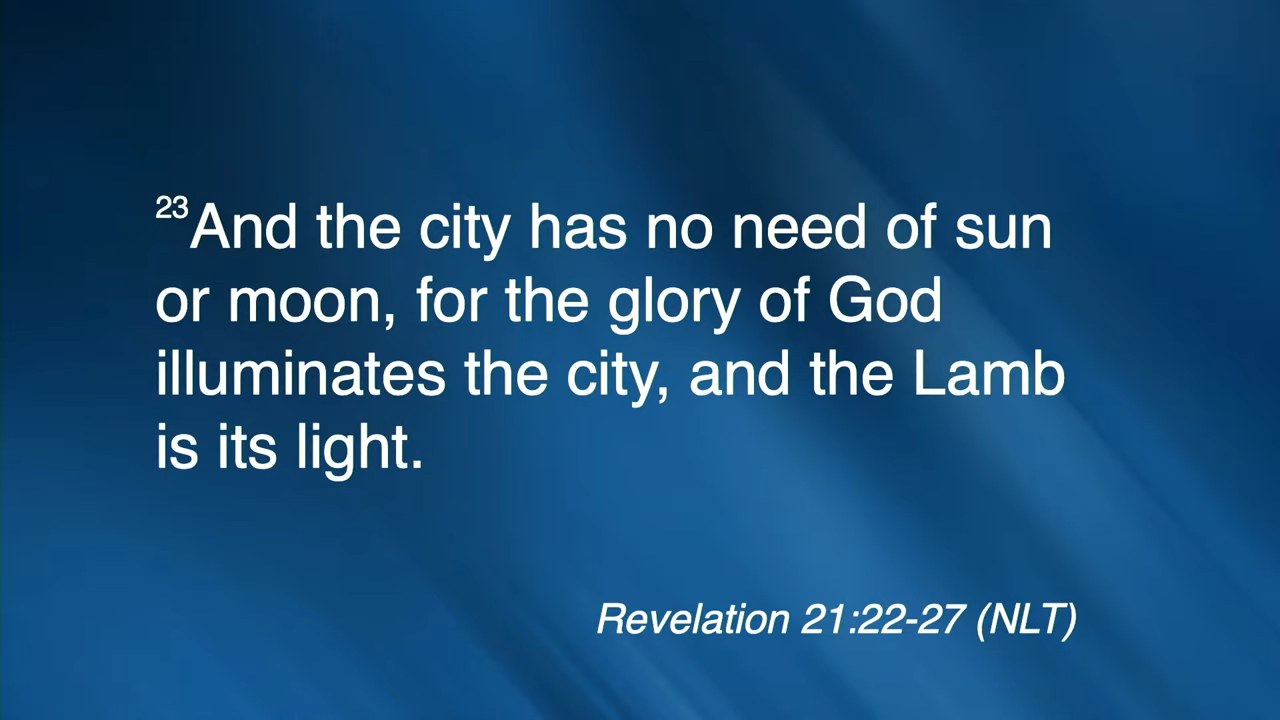 23And the city has no need of sun
or moon, for the glory of God
illuminates the city, and the Lamb
is its light.
Revelation 21:22-27 (NLT)